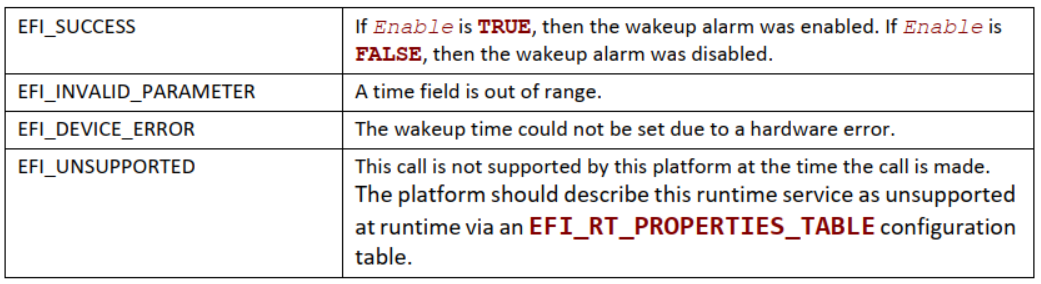 EFI_SUCCESS
If Enable is TRUE, then the wakeup alarm was enabled. If Enable is
FALSE, then the wakeup alarm was disabled.
EFI_INVALID_PARAMETER
A time field is out of range.
EFI_DEVICE_ERROR
The wakeup time could not be set due to a hardware error.
EFI_UNSUPPORTED
This call is not supported by this platform at the time the call is made.
The platform should describe this runtime service as unsupported
at runtime via an EFI_RT_PROPERTIES_TABLE configuration
table.